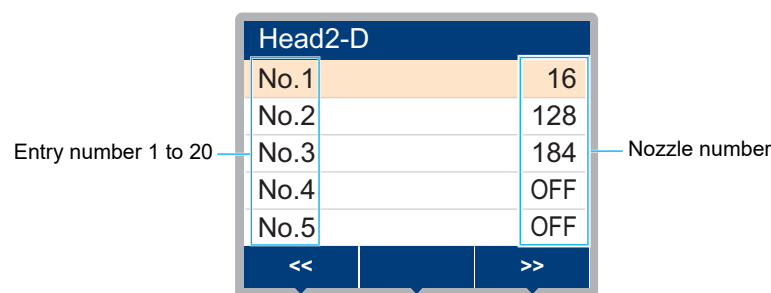 Head2-D
No.1 16
No.2 128
Entry number 1 to 20 No.3 184 Nozzle number
No.4 OFF
No.5 OFF
<< >>